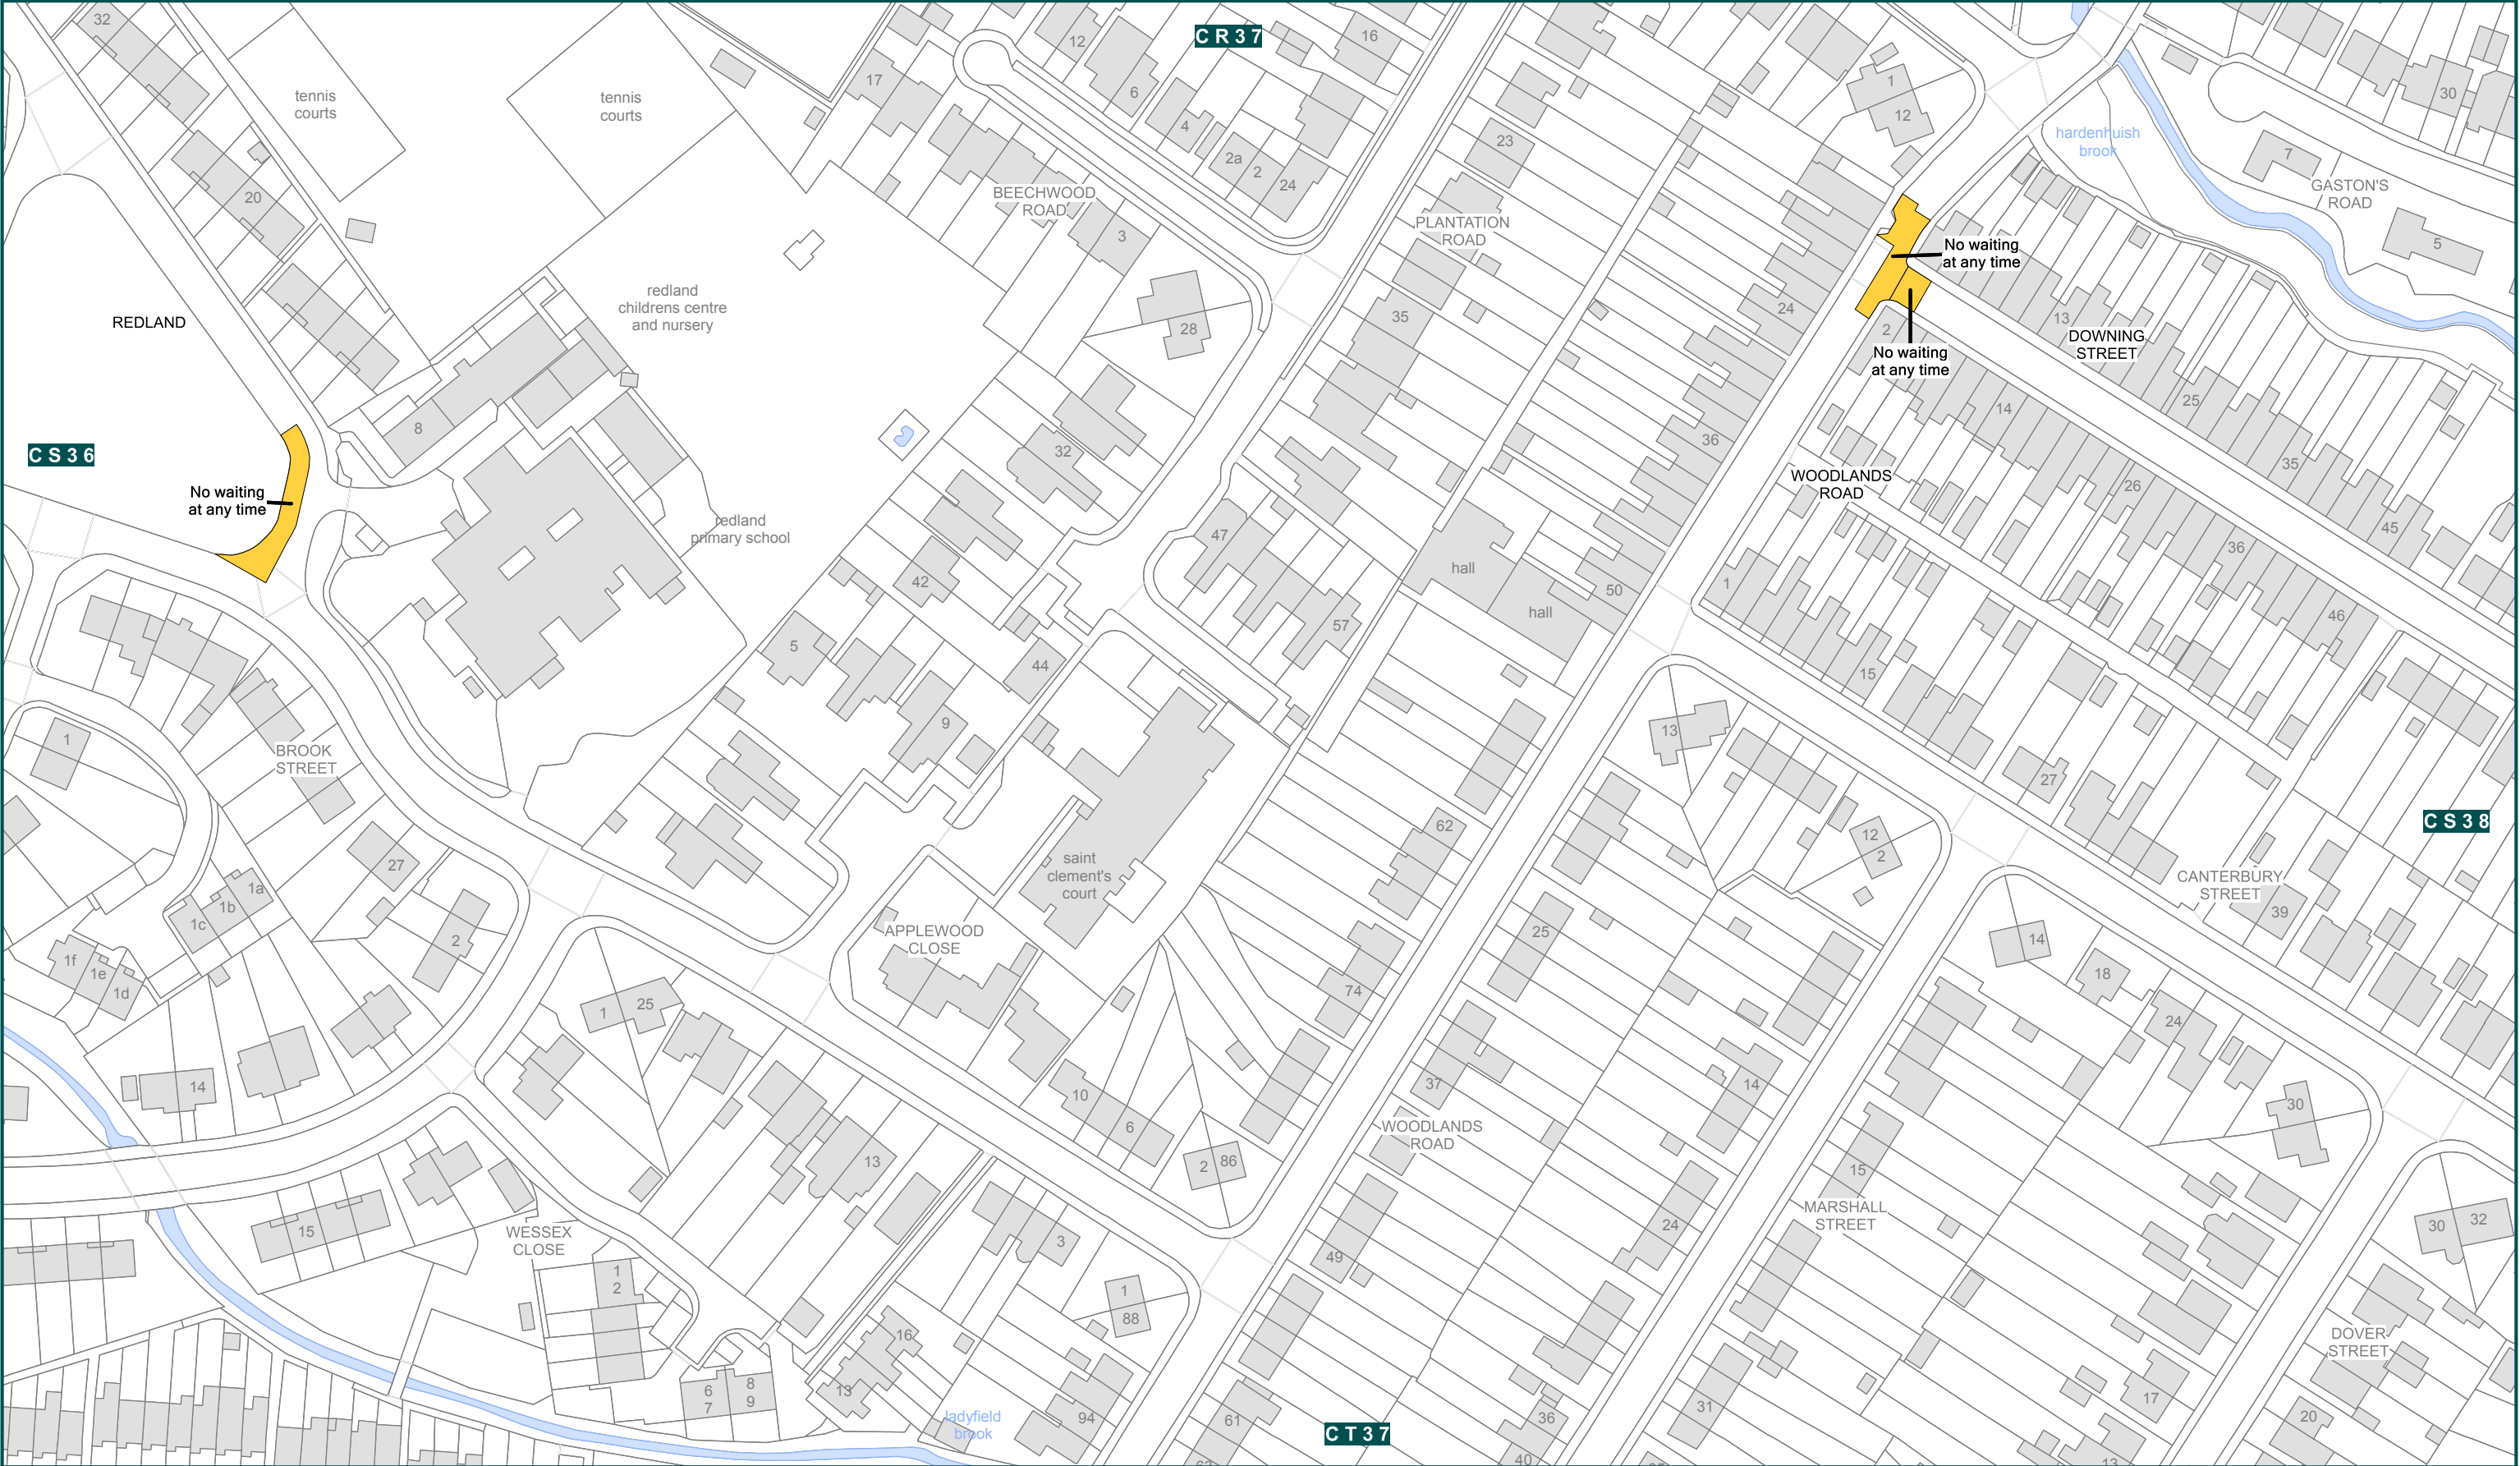 32
12
C R 3 7
16
17
6
1
30
tennis
courts
tennis
courts
4
12
23
hardenhuish
brook
7
2a
2
24
20
BEECHWOOD
ROAD
3
PLANTATION
ROAD
GASTON'S
ROAD
5
No waiting
at any time
redland
childrens centre
and nursery
REDLAND
28
35
24
2
13
DOWNING
STREET
No waiting
at any time
14
25
8
36
C S 3 6
32
35
No waiting
at any time
WOODLANDS
ROAD
26
45
redland
primary school
47
36
42
hall
hall
50
1
46
57
5
44
15
9
13
1
BROOK
STREET
27
62
12
2
C S 3 8
27
saint
clement's
court
1a
1b
1c
CANTERBURY
STREET
39
2
APPLEWOOD
CLOSE
25
14
1f
1e
1d
18
74
1
25
24
14
10
37
14
30
6
WOODLANDS
ROAD
13
2
86
15
MARSHALL
STREET
15
WESSEX
CLOSE
3
24
30
32
49
1
2
1
88
16
DOVER
STREET
6
7
8
9
13
17
94
61
36
31
20
ladyfield
brook
C T 3 7
40
13